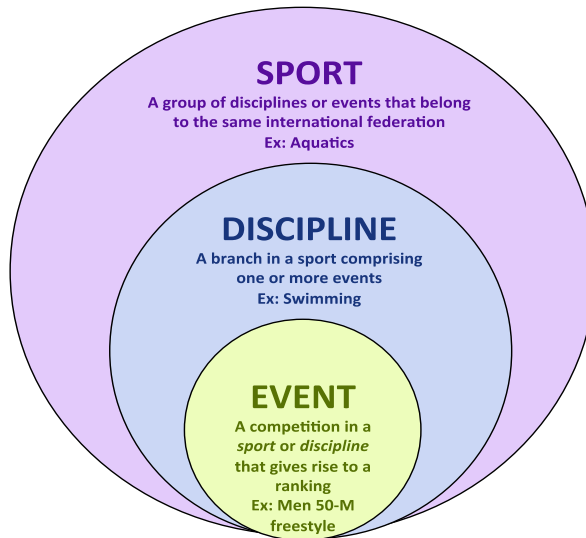 SPORT
A group of disciplines or events that belong
to the same international federation
Ex: Aquatics
DISCIPLINE
A branch in a sport comprising
one or more events
Ex: Swimming
EVENT
A competition in a
sport or discipline
that gives rise to a
ranking
Ex: Men 50-M
freestyle